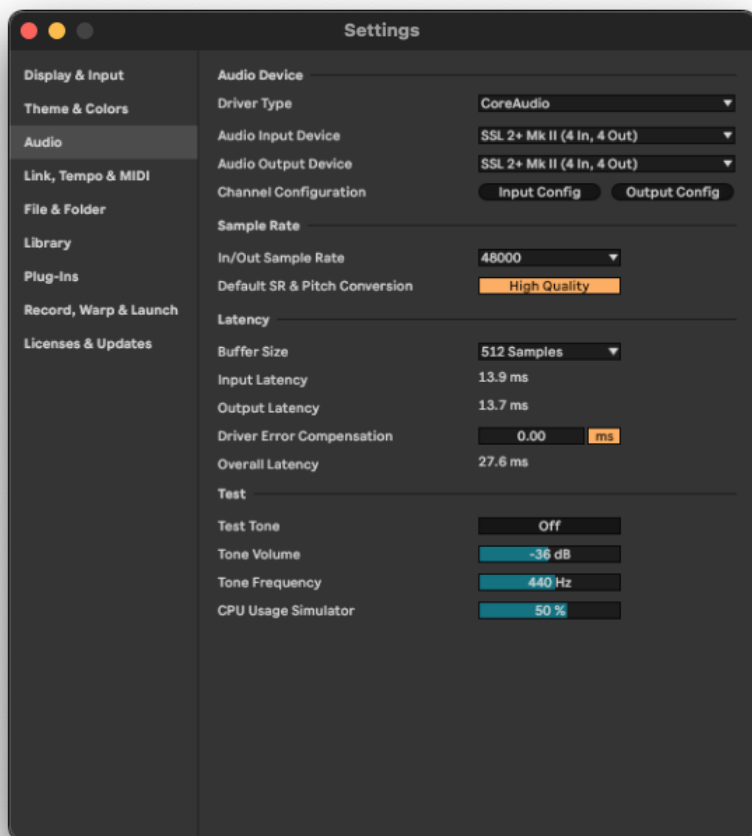 Settings
Display & Input
Theme & Colors
Audio
Link, Tempo & MIDI
File & Folder
Library
Plug-Ins
Record, Warp & Launch
Licenses & Updates
Audio Device
Driver Type CoreAudio
Audio Input Device SSL 2+ Mk II (4 In, 4 Out)
Audio Output Device SSL 2+ Mk II (4 In, 4 Out)
Channel Configuration Input Config Output Config
Sample Rate
In/Out Sample Rate 48000
Default SR & Pitch Conversion High Quality
Latency
Buffer Size 512 Samples
Input Latency 13.9 ms
Output Latency 13.7 ms
Driver Error Compensation 0.00 ms
Overall Latency 27.6 ms
Test
Test Tone Off
Tone Volume -36 dB
Tone Frequency 440 Hz
CPU Usage Simulator 50 %